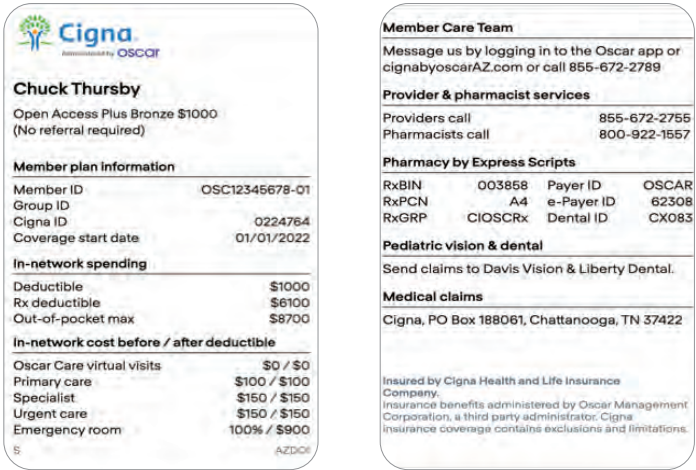 Cigna
Administered by OSCAR
Chuck Thursby
Open Access Plus Bronze $1000
(No referral required)
Member plan information
Member ID OSC12345678-01
Group ID
Cigna ID 0224764
Coverage start date 01/01/2022
In-network spending
Deductible $1000
Rx deductible $6100
Out-of-pocket max $8700
In-network cost before / after deductible
Oscar Care virtual visits $0 / $0
Primary care $100 / $100
Specialist $150 / $150
Urgent care $150 / $150
Emergency room 100% / $900
S
Member Care Team
Message us by logging in to the Oscar app or
cignabyoscarAZ.com or call 855-672-2789
Provider & pharmacist services
Providers call 855-672-2755
Pharmacists call 800-922-1557
Pharmacy by Express Scripts
RxBIN 003858 Payer ID OSCAR
RxPCN A4 e-Payer ID 62308
RxGRP CIOSCRx Dental ID CX083
Pediatric vision & dental
Send claims to Davis Vision & Liberty Dental.
Medical claims
Cigna, PO Box 188061, Chattanooga, TN 37422
Insured by Cigna Health and Life Insurance
Company.
Insurance benefits administered by Oscar Management
Corporation, a third party administrator. Cigna
insurance coverage contains exclusions and limitations.